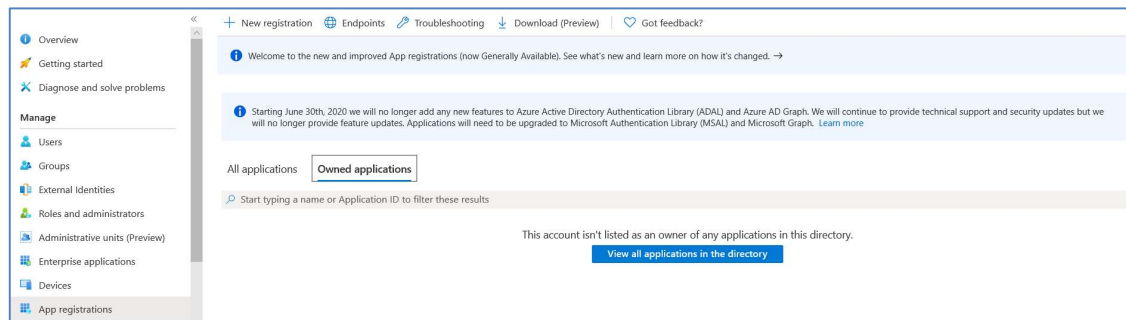 «
Overview
Getting started
Diagnose and solve problems
Manage
Users
Groups
External Identities
Roles and administrators
Administrative units (Preview)
Enterprise applications
Devices
App registrations
New registration Endpoints Troubleshooting Download (Preview) Got feedback?
Welcome to the new and improved App registrations (now Generally Available). See what's new and learn more on how it's changed. →
Starting June 30th, 2020 we will no longer add any new features to Azure Active Directory Authentication Library (ADAL) and Azure AD Graph. We will continue to provide technical support and security updates but we
will no longer provide feature updates. Applications will need to be upgraded to Microsoft Authentication Library (MSAL) and Microsoft Graph. Learn more
All applications Owned applications
Start typing a name or Application ID to filter these results
This account isn't listed as an owner of any applications in this directory.
View all applications in the directory